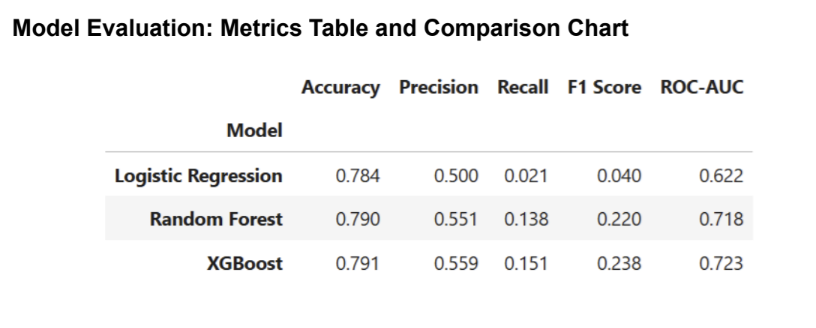 Model Evaluation: Metrics Table and Comparison Chart
Accuracy Precision Recall F1 Score ROC-AUC
Model
Logistic Regression 0.784 0.500 0.021 0.040 0.622
Random Forest 0.790 0.551 0.138 0.220 0.718
XGBoost 0.791 0.559 0.151 0.238 0.723